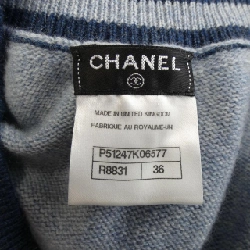 CHANEL
MADE IN UNITED KINGDOM
FABRIQUE AU ROYAUME-UNI
P51247K06577
R8831 36